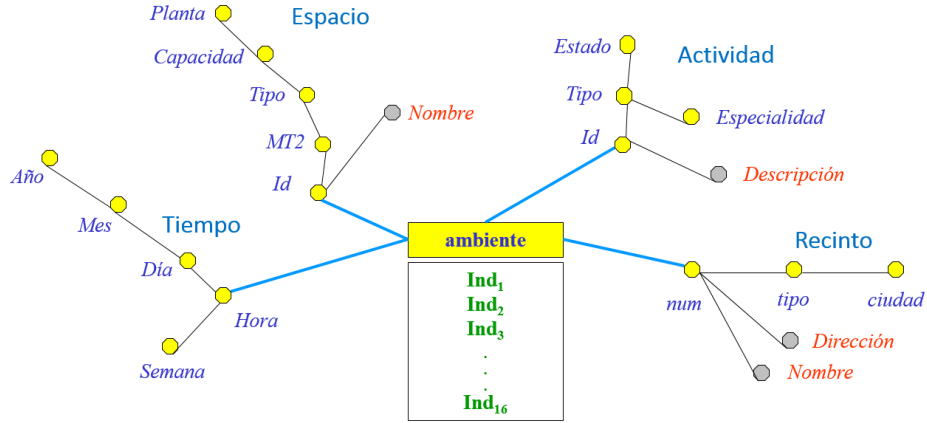 Planta
Espacio
Capacidad
Estado
Actividad
Tipo
Tipo
Nombre
Especialidad
MT2
Id
Año
Id
Descripción
Mes
Tiempo
ambiente
Recinto
Día
Ind1
num
tipo
ciudad
Hora
Ind2
Ind3
Dirección
Semana
Nombre
.
.
.
Ind16